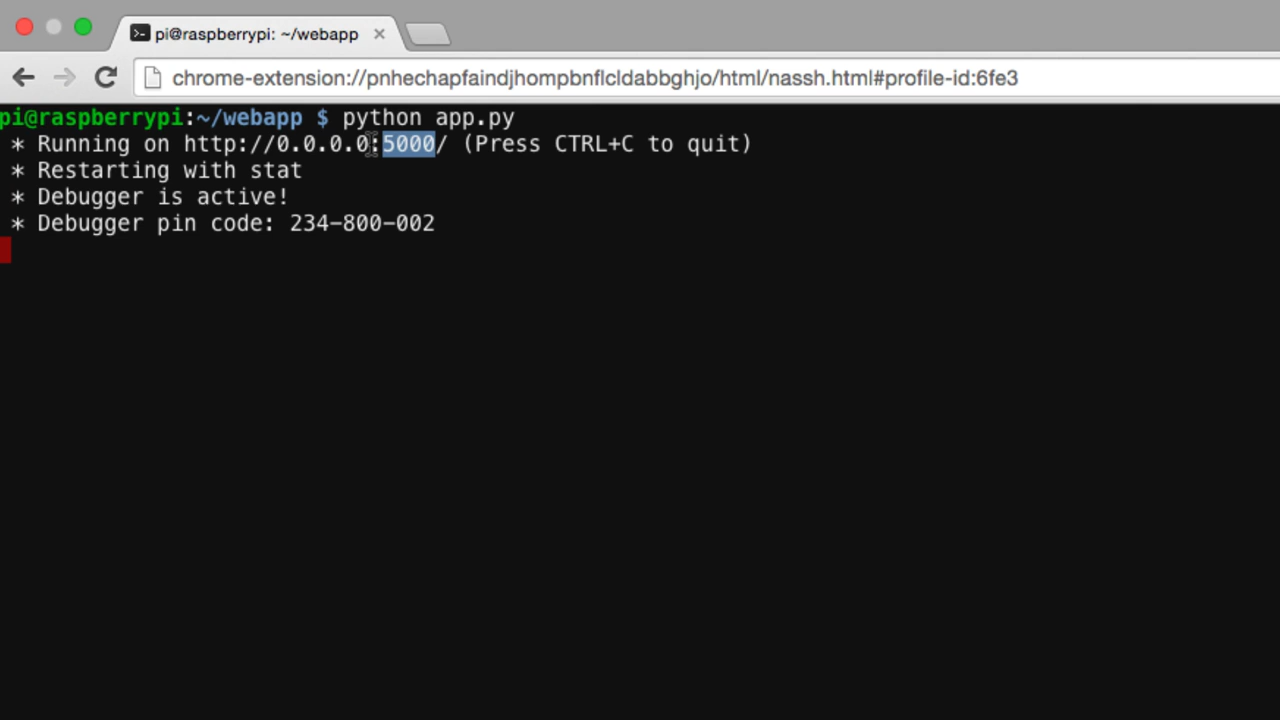 pi@raspberrypi: ~/webapp
chrome-extension://pnhechapfaindjhompbnflcldabbghjo/html/nassh.html#profile-id:6fe3
pi@raspberrypi:~/webapp $ python app.py
* Running on http://0.0.0.0:5000/ (Press CTRL+C to quit)
* Restarting with stat
* Debugger is active!
* Debugger pin code: 234-800-002